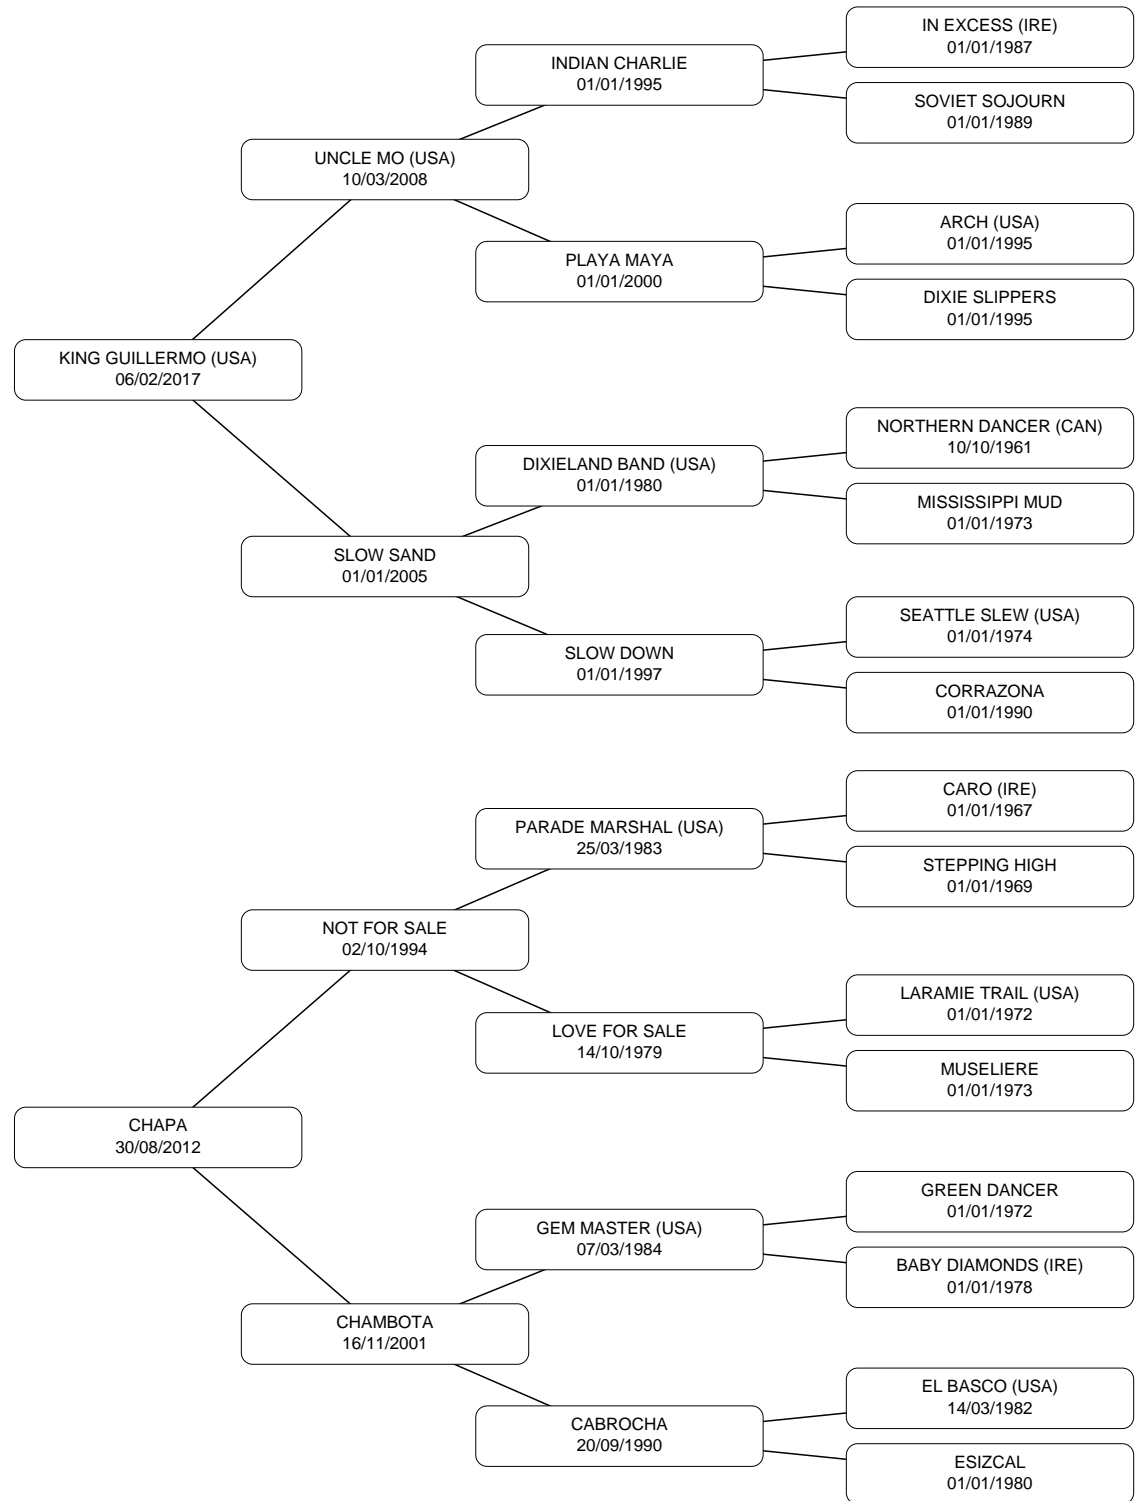 IN EXCESS (IRE)
01/01/1987
INDIAN CHARLIE
01/01/1995
SOVIET SOJOURN
01/01/1989
UNCLE MO (USA)
10/03/2008
ARCH (USA)
01/01/1995
PLAYA MAYA
01/01/2000
DIXIE SLIPPERS
01/01/1995
KING GUILLERMO (USA)
06/02/2017
NORTHERN DANCER (CAN)
10/10/1961
DIXIELAND BAND (USA)
01/01/1980
MISSISSIPPI MUD
01/01/1973
SLOW SAND
01/01/2005
SEATTLE SLEW (USA)
01/01/1974
SLOW DOWN
01/01/1997
CORRAZONA
01/01/1990
CARO (IRE)
01/01/1967
PARADE MARSHAL (USA)
25/03/1983
STEPPING HIGH
01/01/1969
NOT FOR SALE
02/10/1994
LARAMIE TRAIL (USA)
01/01/1972
LOVE FOR SALE
14/10/1979
MUSELIERE
01/01/1973
CHAPA
30/08/2012
GREEN DANCER
01/01/1972
GEM MASTER (USA)
07/03/1984
BABY DIAMONDS (IRE)
01/01/1978
CHAMBOTA
16/11/2001
EL BASCO (USA)
14/03/1982
CABROCHA
20/09/1990
ESIZCAL
01/01/1980